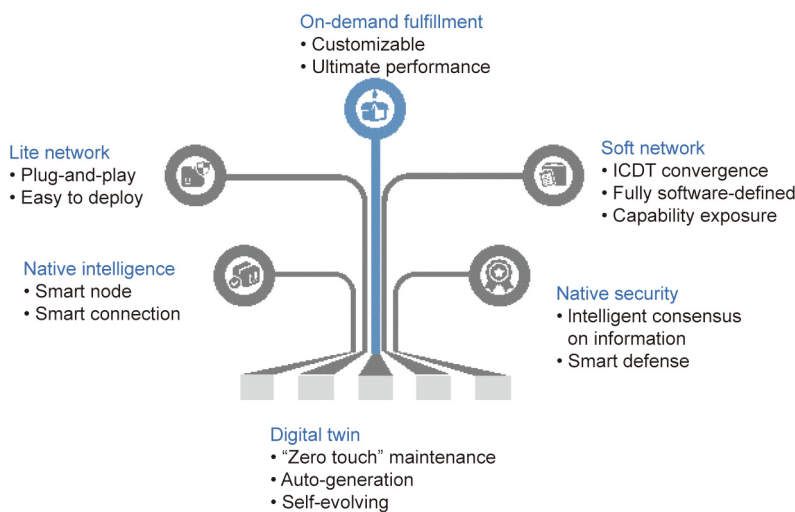 On-demand fulfillment
• Customizable
• Ultimate performance
Lite network
• Plug-and-play
• Easy to deploy
Soft network
• ICDT convergence
• Fully software-defined
• Capability exposure
Native intelligence
• Smart node
• Smart connection
Native security
• Intelligent consensus
on information
• Smart defense
Digital twin
• “Zero touch” maintenance
• Auto-generation
• Self-evolving